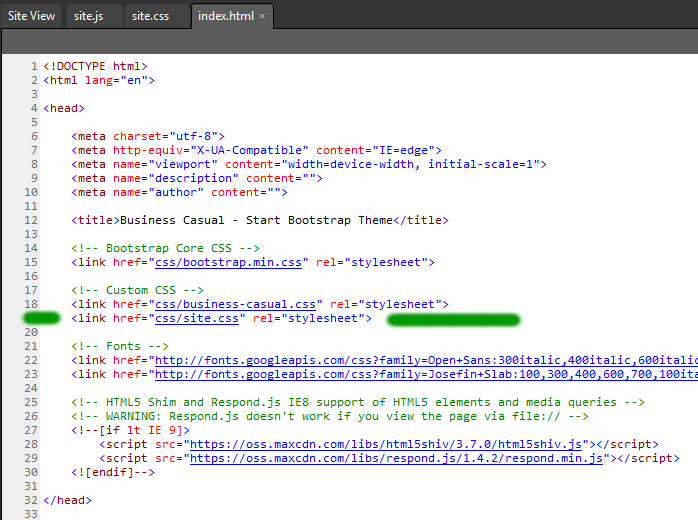 Site View site.js site.css index.html ×
1 <!DOCTYPE html>
2 <html lang="en">
3
4 <head>
5
6 <meta charset="utf-8">
7 <meta http-equiv="X-UA-Compatible" content="IE=edge">
8 <meta name="viewport" content="width=device-width, initial-scale=1">
9 <meta name="description" content="">
10 <meta name="author" content="">
11
12 <title>Business Casual - Start Bootstrap Theme</title>
13
14 <!-- Bootstrap Core CSS -->
15 <link href="css/bootstrap.min.css" rel="stylesheet">
16
17 <!-- Custom CSS -->
18 <link href="css/business-casual.css" rel="stylesheet">
<link href="css/site.css" rel="stylesheet">
20
21 <!-- Fonts -->
22 <link href="http://fonts.googleapis.com/css?family=Open+Sans:300italic,400italic,600italic
23 <link href="http://fonts.googleapis.com/css?family=Josefin+Slab:100,300,400,600,700,100ita
24
25 <!-- HTML5 Shim and Respond.js IE8 support of HTML5 elements and media queries -->
26 <!-- WARNING: Respond.js doesn't work if you view the page via file:// -->
27 <!--[if lt IE 9]>
28 <script src="https://oss.maxcdn.com/libs/html5shiv/3.7.0/html5shiv.js"></script>
29 <script src="https://oss.maxcdn.com/libs/respond.js/1.4.2/respond.min.js"></script>
30 <![endif]-->
31
32 </head>
33